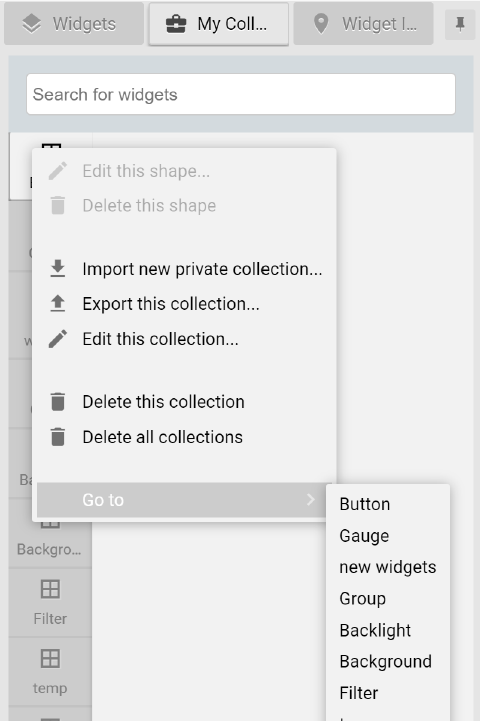 Widgets
My Coll...
Widget I...
Search for widgets
Edit this shape...
Delete this shape
Import new private collection...
Export this collection...
Edit this collection...
Delete this collection
Delete all collections
Go to
Button
Gauge
new widgets
Group
Backlight
Background
Filter
Backgro...
Filter
temp